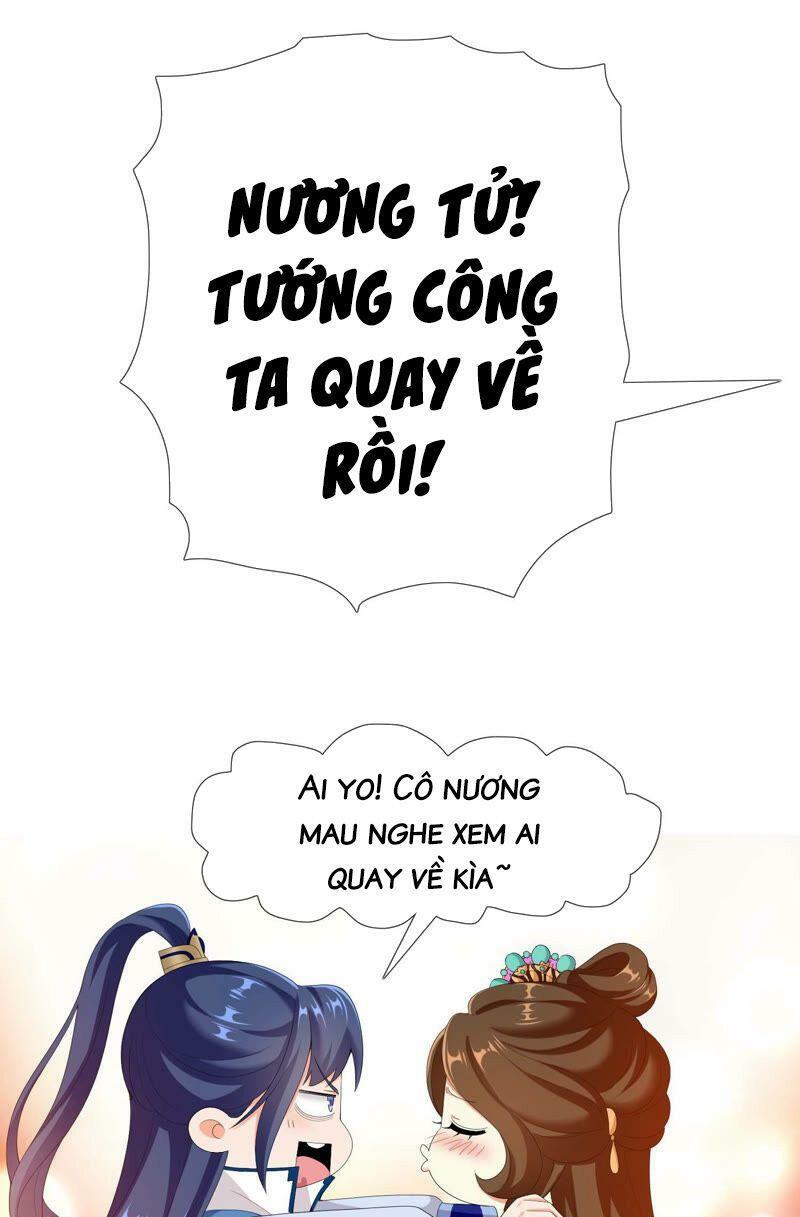 NƯƠNG TỬ!
TƯỚNG CÔNG
TA QUAY VỀ
RỒI!
AI YO! CÔ NƯƠNG
MAU NGHE XEM AI
QUAY VỀ KÌA~